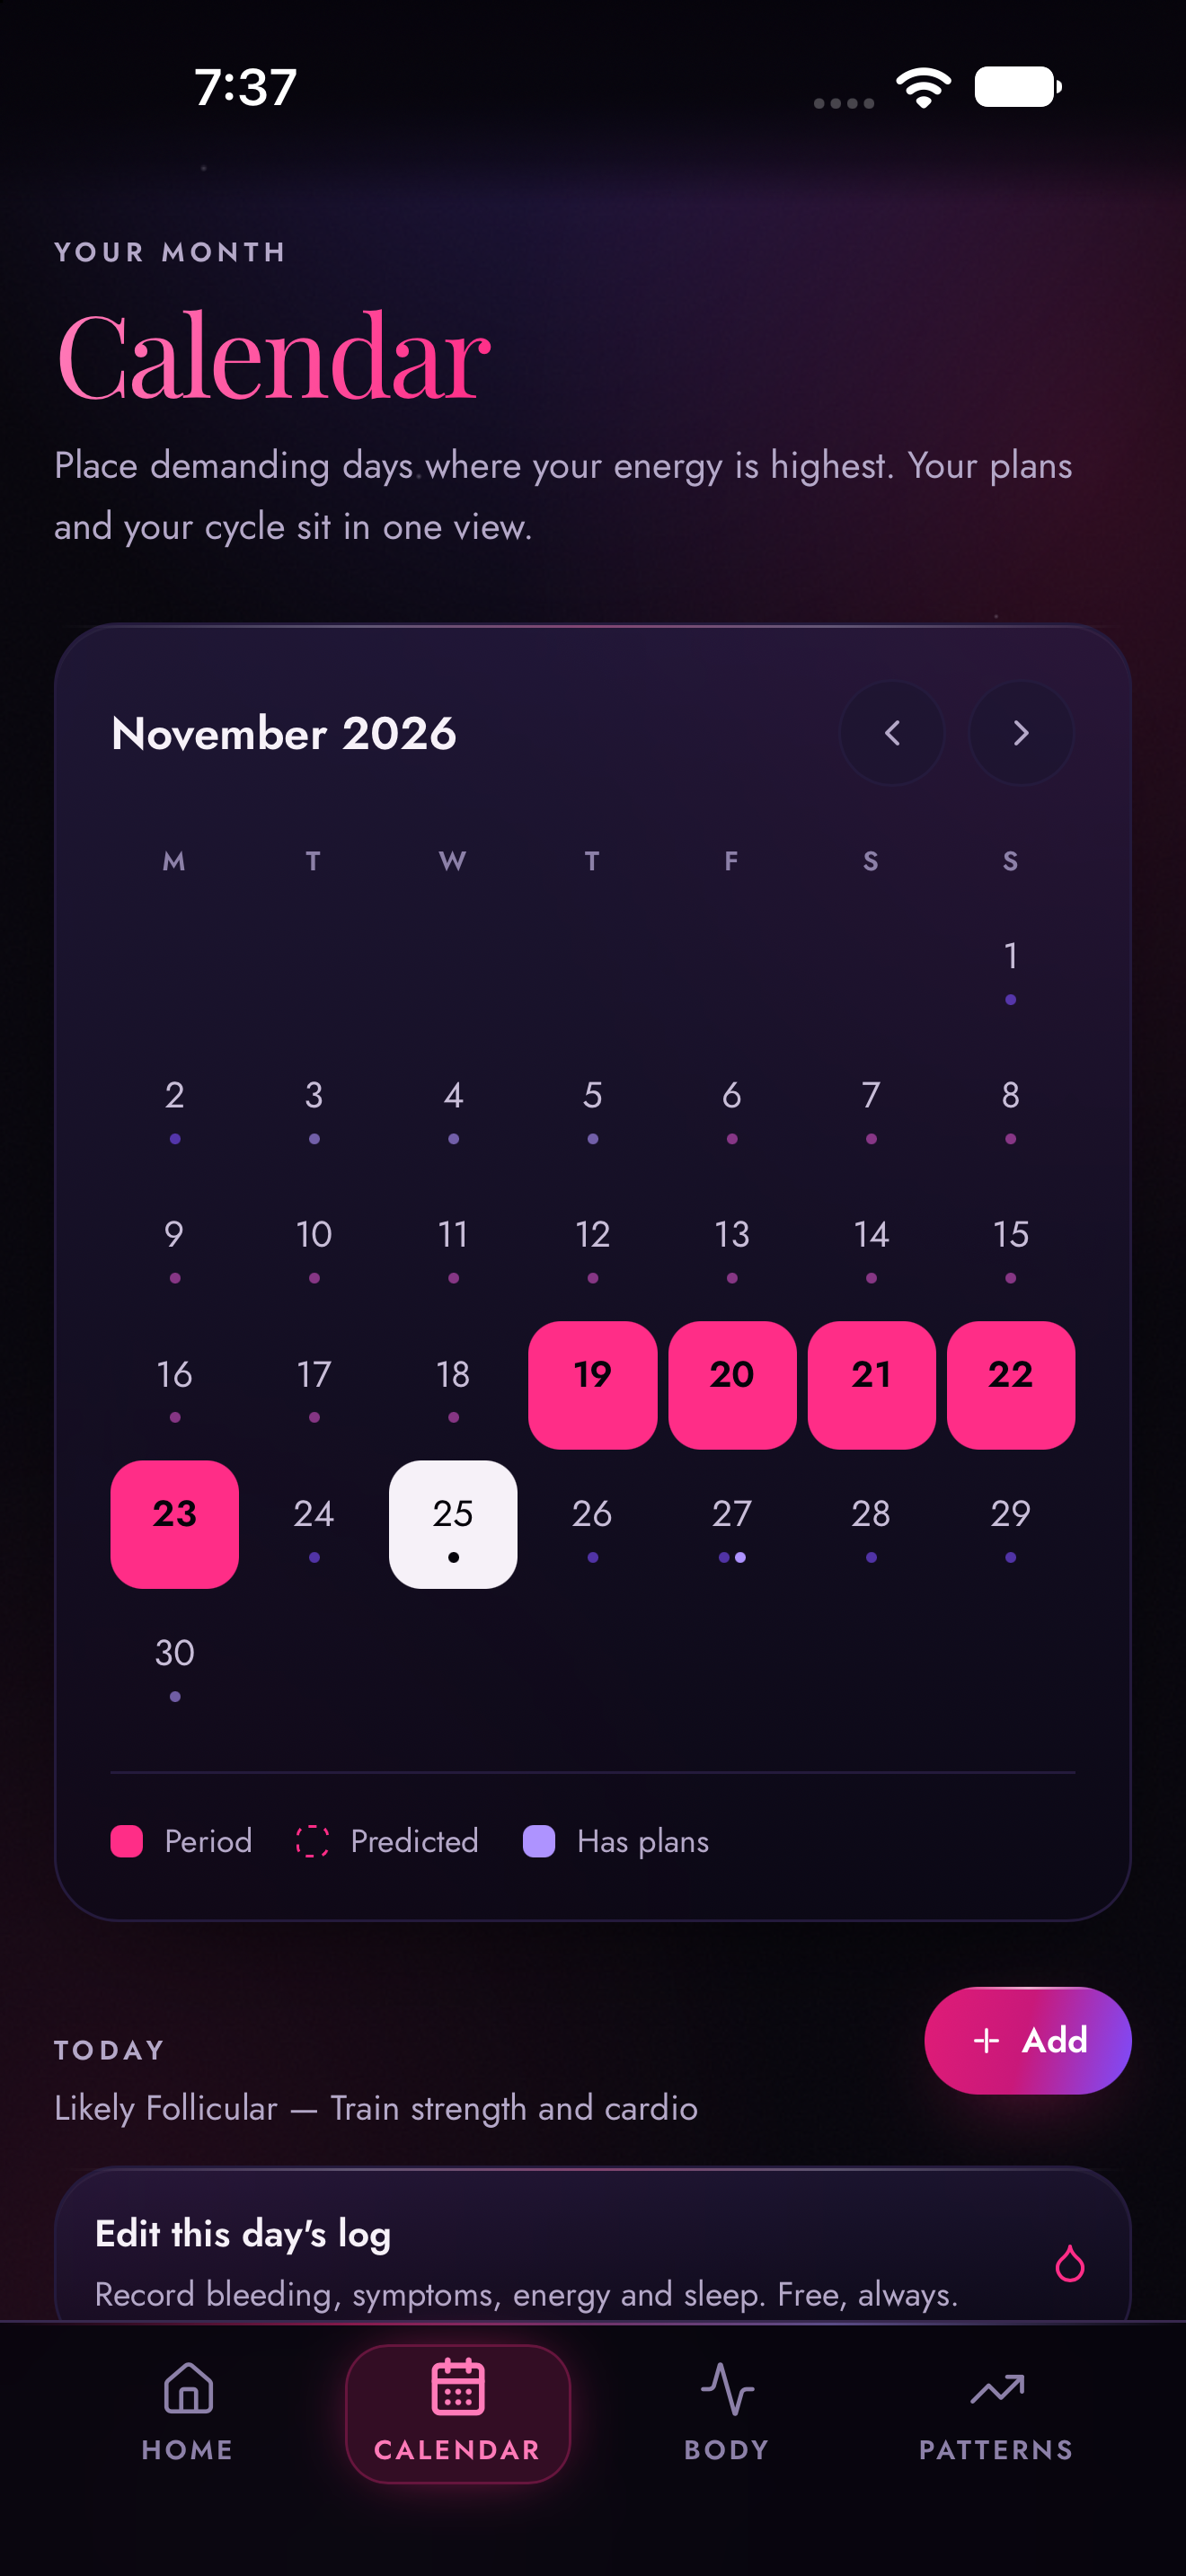 7:37
YOUR MONTH
Calendar
Place demanding days where your energy is highest. Your plans
and your cycle sit in one view.
November 2026
M T W T F S S
1
2 3 4 5 6 7 8
9 10 11 12 13 14 15
16 17 18 19 20 21 22
23 24 25 26 27 28 29
30
Period Predicted Has plans
TODAY
+ Add
Likely Follicular — Train strength and cardio
Edit this day's log
Record bleeding, symptoms, energy and sleep. Free, always.
HOME CALENDAR BODY PATTERNS